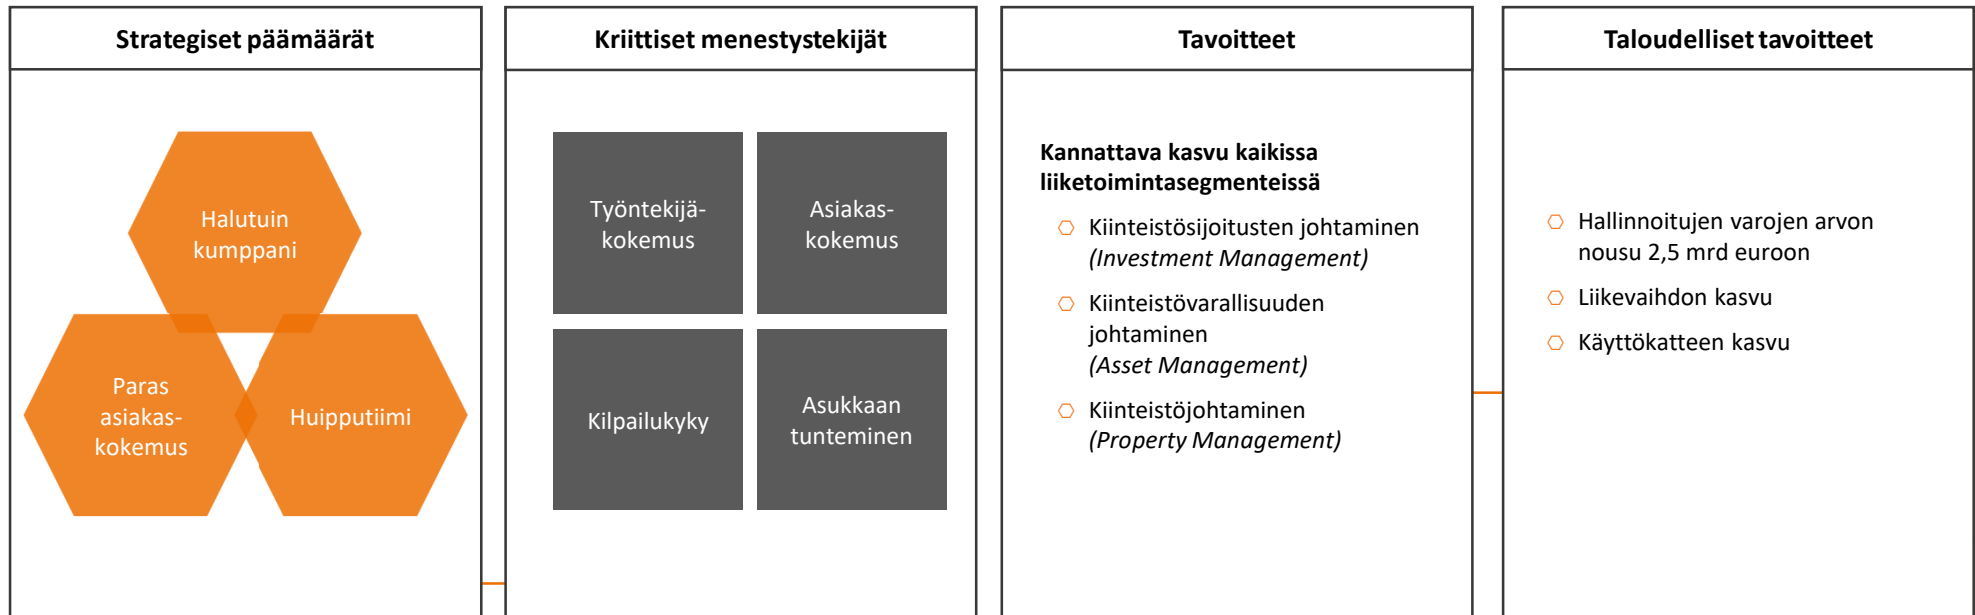 Strategiset päämäärät
Halutuin
kumppani
Paras
asiakas-
kokemus
Huipputiimi
Kriittiset menestystekijät
Työntekijä-
kokemus
Asiakas-
kokemus
Kilpailukyky
Asukkaan
tunteminen
Tavoitteet
Kannattava kasvu kaikissa
liiketoimintasegmenteissä
Kiinteistösijoitusten johtaminen
(Investment Management)
Kiinteistövarallisuuden
johtaminen
(Asset Management)
Kiinteistöjohtaminen
(Property Management)
Taloudelliset tavoitteet
Hallinnoitujen varojen arvon
nousu 2,5 mrd euroon
Liikevaihdon kasvu
Käyttökatteen kasvu